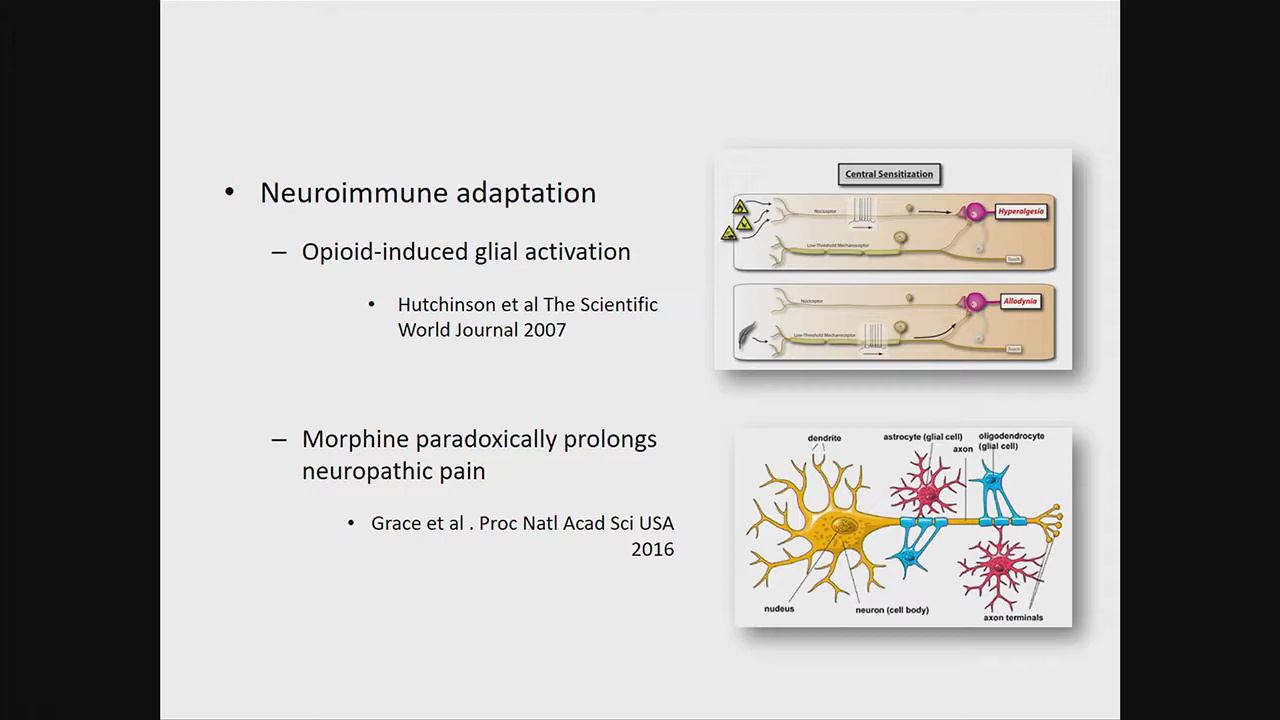 • Neuroimmune adaptation
– Opioid-induced glial activation
• Hutchinson et al The Scientific
World Journal 2007
– Morphine paradoxically prolongs
neuropathic pain
• Grace et al . Proc Natl Acad Sci USA
2016
Central Sensitization
Nociceptor
Hyperalgesia
Low-Threshold Mechanoreceptor
Touch
Nociceptor
Allodynia
Low-Threshold Mechanoreceptor
Touch
dendrite
astrocyte (glial cell)
oligodendrocyte
(glial cell)
axon
nudeus
neuron (cell body)
axon terminals